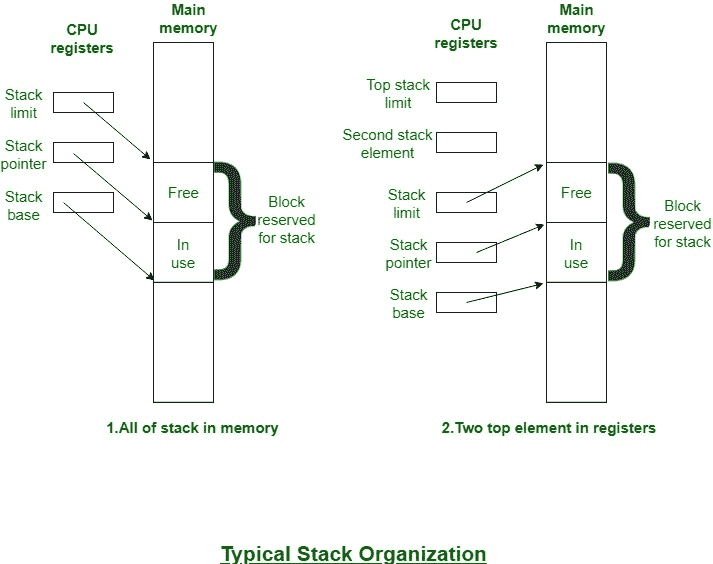 CPU
registers
Main
memory
Stack
limit
Stack
pointer
Stack
base
Free
In
use
Block
reserved
for stack
1.All of stack in memory
CPU
registers
Main
memory
Top stack
limit
Second stack
element
Stack
limit
Stack
pointer
Stack
base
Free
In
use
Block
reserved
for stack
2.Two top element in registers
Typical Stack Organization